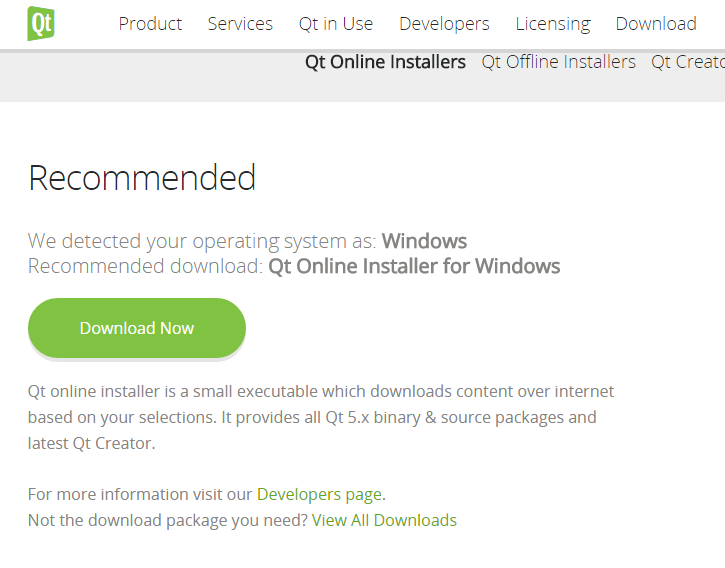 Qt Product Services Qt in Use Developers Licensing Download
Qt Online Installers Qt Offline Installers Qt Creato
Recommended
We detected your operating system as: Windows
Recommended download: Qt Online Installer for Windows
Download Now
Qt online installer is a small executable which downloads content over internet
based on your selections. It provides all Qt 5.x binary & source packages and
latest Qt Creator.
For more information visit our Developers page.
Not the download package you need? View All Downloads